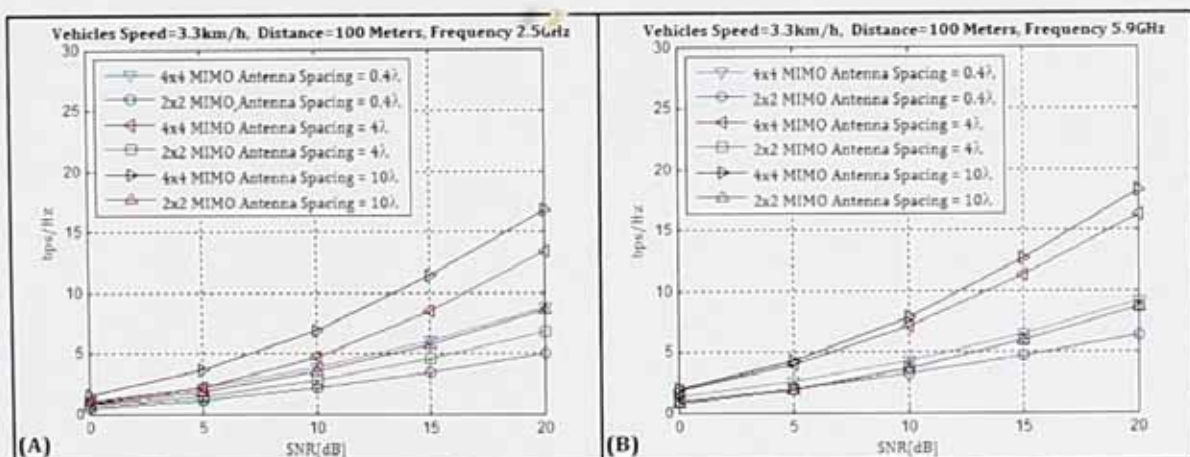 Vehicles Speed=3.3km/h, Distance=100 Meters, Frequency 2.5GHz
30
25
20
15
10
5
0
bps/Hz
4x4 MIMO Antenna Spacing = 0.4λ
2x2 MIMO Antenna Spacing = 0.4λ
4x4 MIMO Antenna Spacing = 4λ
2x2 MIMO Antenna Spacing = 4λ
4x4 MIMO Antenna Spacing = 10λ
2x2 MIMO Antenna Spacing = 10λ
0 5 10 15 20
SNR[dB]
(A)
Vehicles Speed=3.3km/h, Distance=100 Meters, Frequency 5.9GHz
30
25
20
15
10
5
0
bps/Hz
4x4 MIMO Antenna Spacing = 0.4λ
2x2 MIMO Antenna Spacing = 0.4λ
4x4 MIMO Antenna Spacing = 4λ
2x2 MIMO Antenna Spacing = 4λ
4x4 MIMO Antenna Spacing = 10λ
2x2 MIMO Antenna Spacing = 10λ
0 5 10 15 20
SNR[dB]
(B)